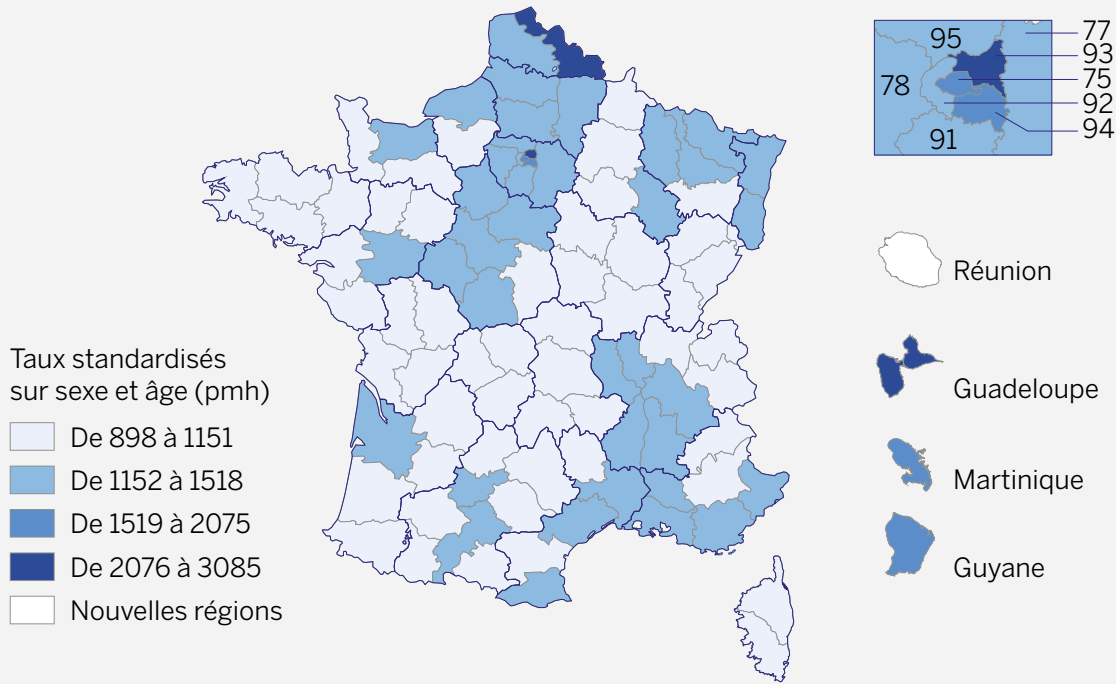 Taux standardisés
sur sexe et âge (pmh)
De 898 à 1151
De 1152 à 1518
De 1519 à 2075
De 2076 à 3085
Nouvelles régions
95
78
91
77
93
75
92
94
Réunion
Guadeloupe
Martinique
Guyane